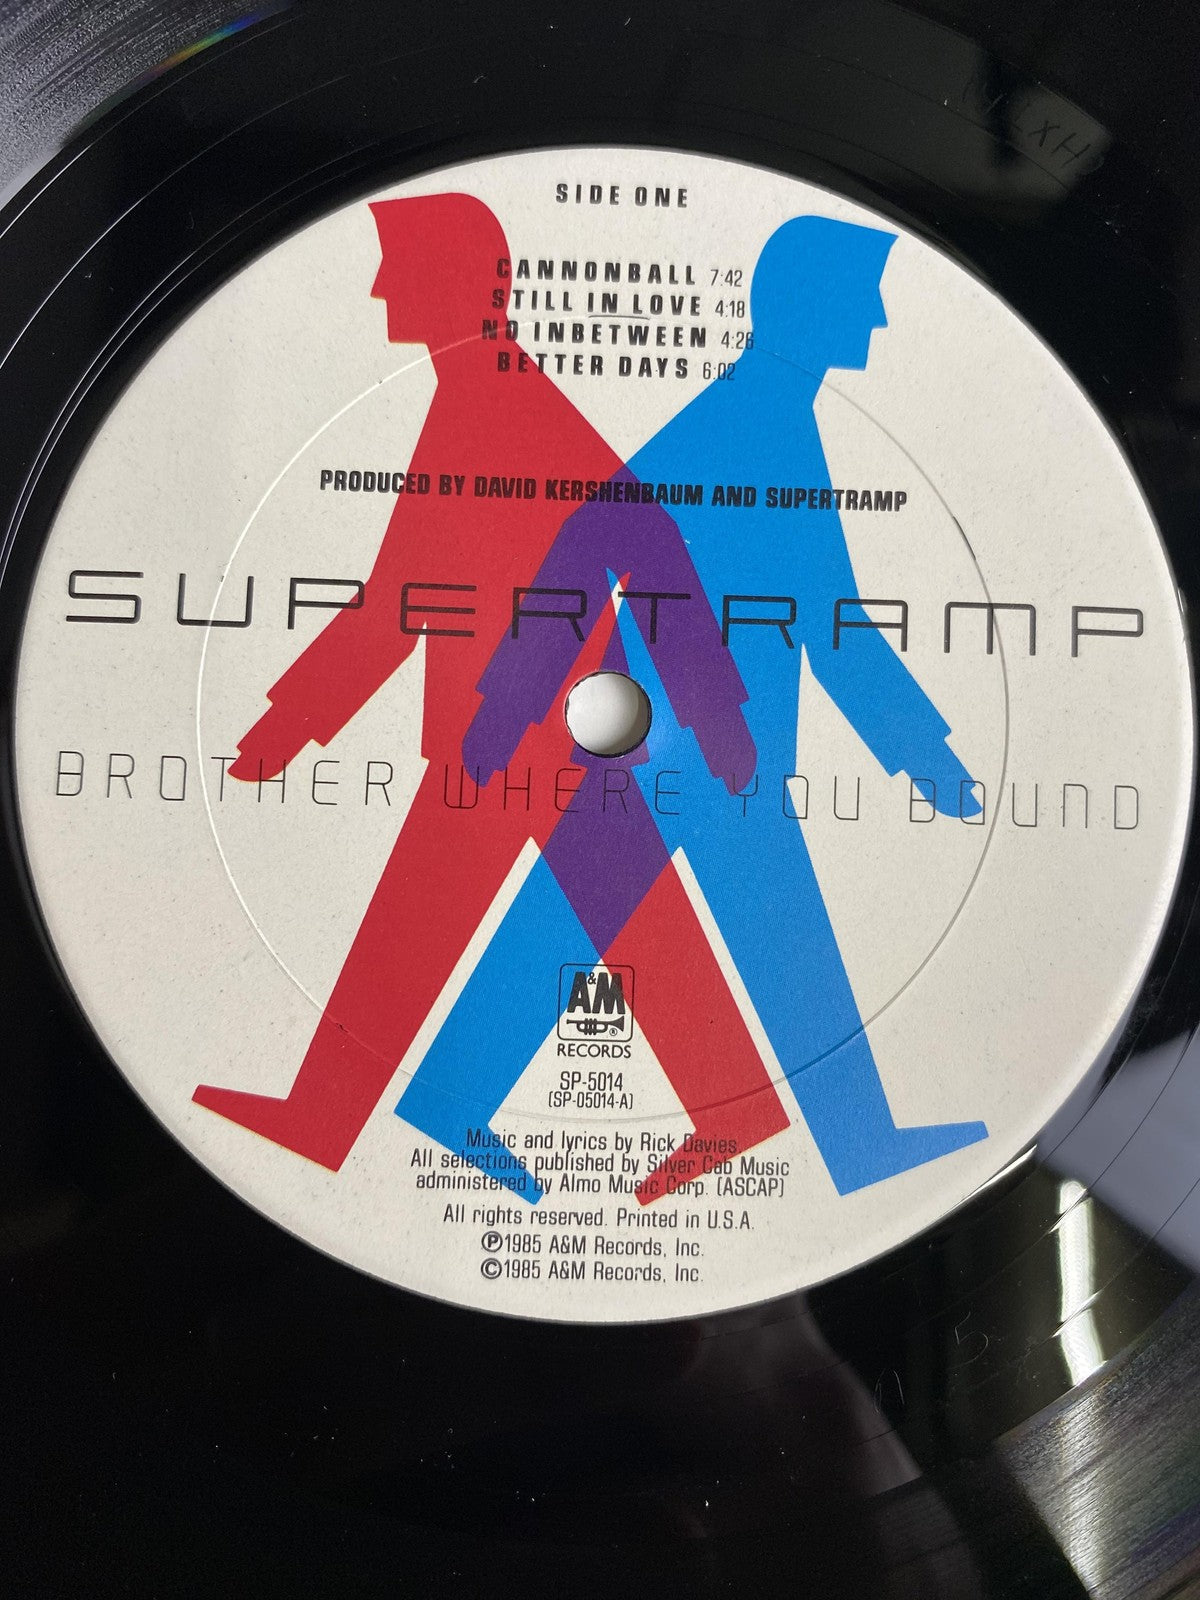 SIDE ONE
CANNONBALL 7:42
STILL IN LOVE 4:18
NO INBETWEEN 4:26
BETTER DAYS 6:02
PRODUCED BY DAVID KERSHENBAUM AND SUPERTRAMP
SUPERTRAMP
BROTHER WHERE YOU BOUND
A&M
RECORDS
SP-5014
(SP-05014-A)
Music and lyrics by Rick Davies.
All selections published by Silver Cab Music
administered by Almo Music Corp. (ASCAP)
All rights reserved. Printed in U.S.A.
℗1985 A&M Records, Inc.
©1985 A&M Records, Inc.